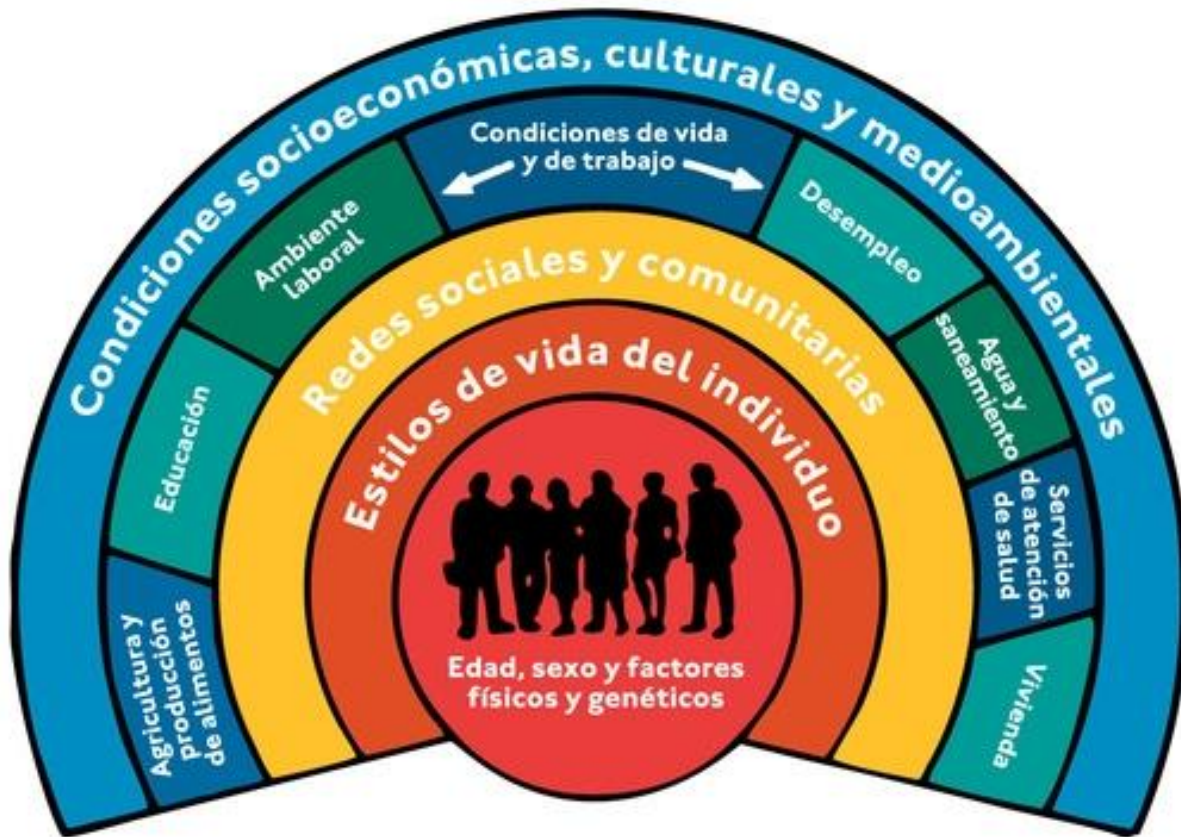 Condiciones socioeconómicas, culturales y medioambientales
Condiciones de vida
y de trabajo
Agricultura y
producción
de alimentos
Educación
Ambiente
laboral
Desempleo
Agua y
saneamiento
Servicios
de atención
de salud
Vivienda
Redes sociales y comunitarias
Estilos de vida del individuo
Edad, sexo y factores
físicos y genéticos